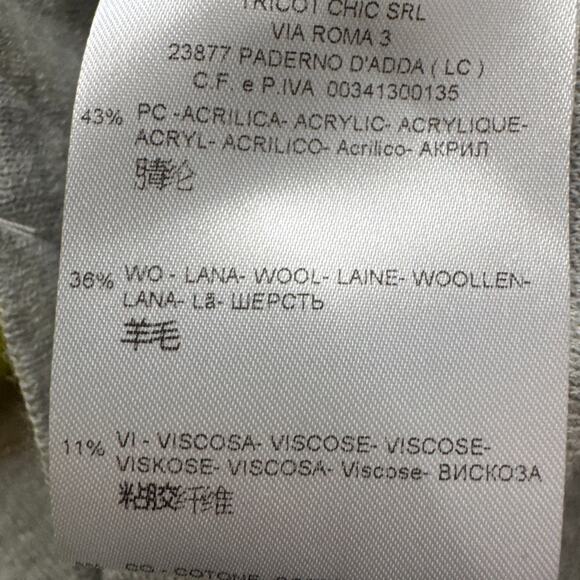 TRICOT CHIC SRL
VIA ROMA 3
23877 PADERNO D'ADDA ( LC )
C.F. e P.IVA 00341300135
43% PC -ACRILICA- ACRYLIC- ACRYLIQUE-
ACRYL- ACRILICO- Acrilico- АКРИЛ
腈纶
36% WO - LANA- WOOL- LAINE- WOOLLEN-
LANA- Lã- ШЕРСТЬ
羊毛
11% VI - VISCOSA- VISCOSE- VISCOSE-
VISKOSE- VISCOSA- Viscose- ВИСКОЗА
粘胶纤维
CO - COTONE-